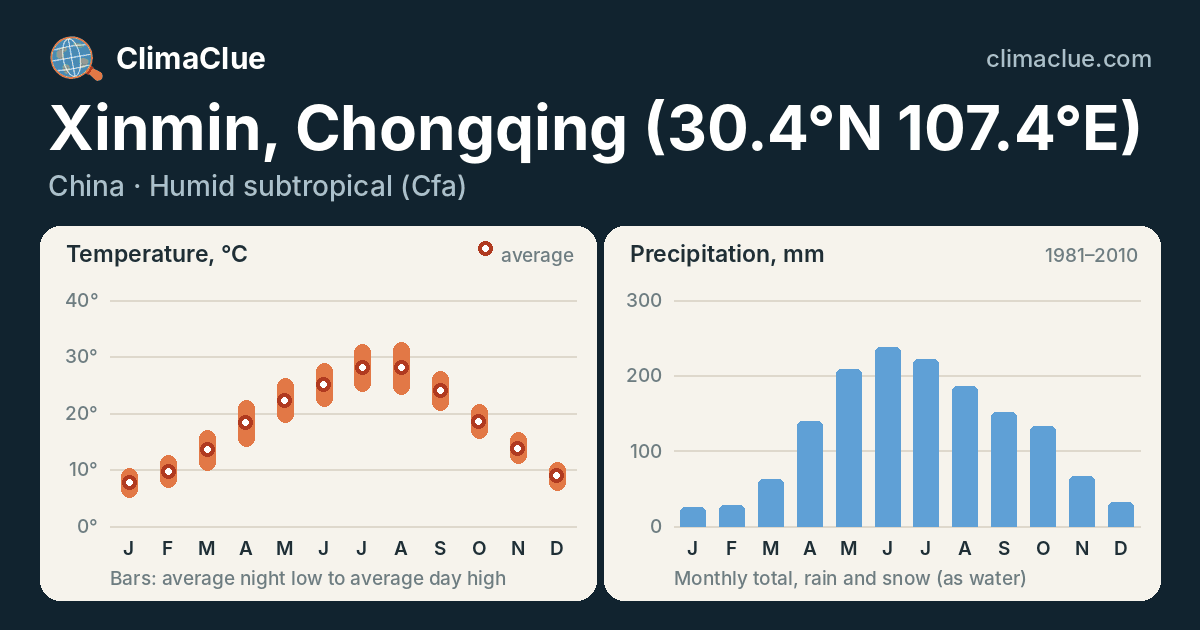 ClimaClue
climaclue.com
Xinmin, Chongqing (30.4°N 107.4°E)
China · Humid subtropical (Cfa)
Temperature, °C
average
40°
30°
20°
10°
0°
J F M A M J J A S O N D
Bars: average night low to average day high
Precipitation, mm
1981–2010
300
200
100
0
J F M A M J J A S O N D
Monthly total, rain and snow (as water)